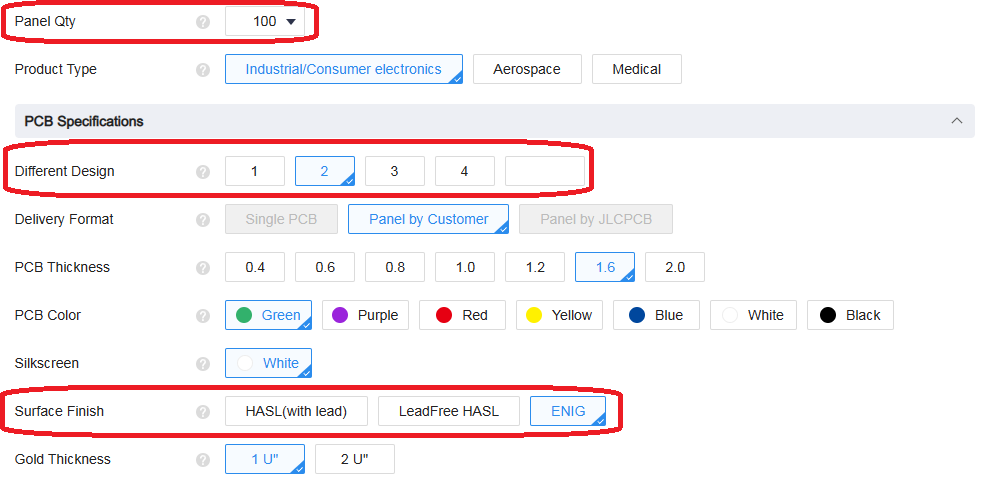 Panel Qty ? 100
Product Type ? Industrial/Consumer electronics Aerospace Medical
PCB Specifications
Different Design ? 1 2 3 4
Delivery Format ? Single PCB Panel by Customer Panel by JLCPCB
PCB Thickness ? 0.4 0.6 0.8 1.0 1.2 1.6 2.0
PCB Color ? Green Purple Red Yellow Blue White Black
Silkscreen ? White
Surface Finish ? HASL(with lead) LeadFree HASL ENIG
Gold Thickness ? 1 U" 2 U"